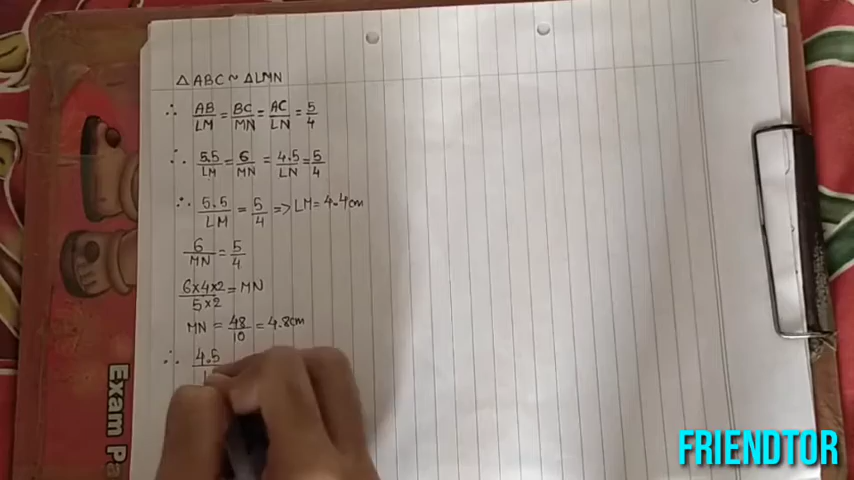 △ABC ~ △LMN
∴ AB/LM = BC/MN = AC/LN = 5/4
∴ 5.5/LM = 6/MN = 4.5/LN = 5/4
∴ 5.5/LM = 5/4 => LM = 4.4cm
6/MN = 5/4
6×4×2/5×2 = MN
MN = 48/10 = 4.8cm
∴ 4.5
Exam
FRIENDTOR